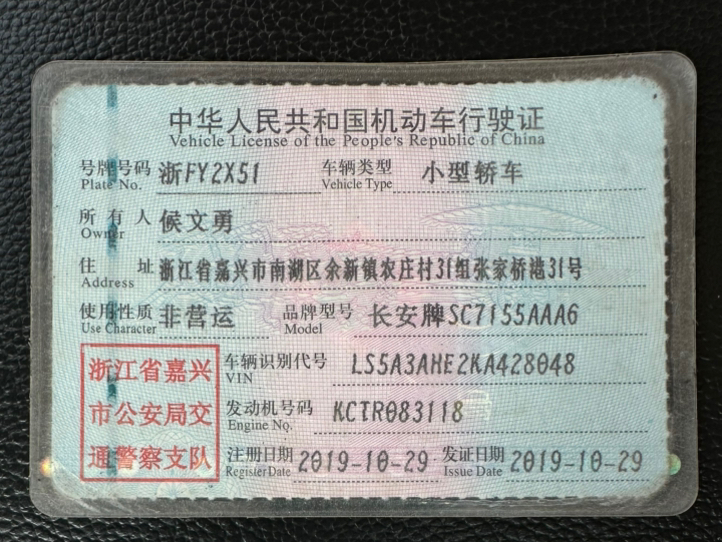 中华人民共和国机动车行驶证
Vehicle License of the People's Republic of China
号牌号码 浙FY2X51 车辆类型 小型轿车
Plate No. Vehicle Type
所有人 候文勇
Owner
住址 浙江省嘉兴市南湖区余新镇农庄村31组张家桥港31号
Address
使用性质 非营运 品牌型号 长安牌SC7155AAA6
Use Character Model
浙江省嘉兴
市公安局交
通警察支队
车辆识别代号 LS5A3AHE2KA428048
VIN
发动机号码 KCTR083118
Engine No.
注册日期 2019-10-29 发证日期 2019-10-29
Register Date Issue Date